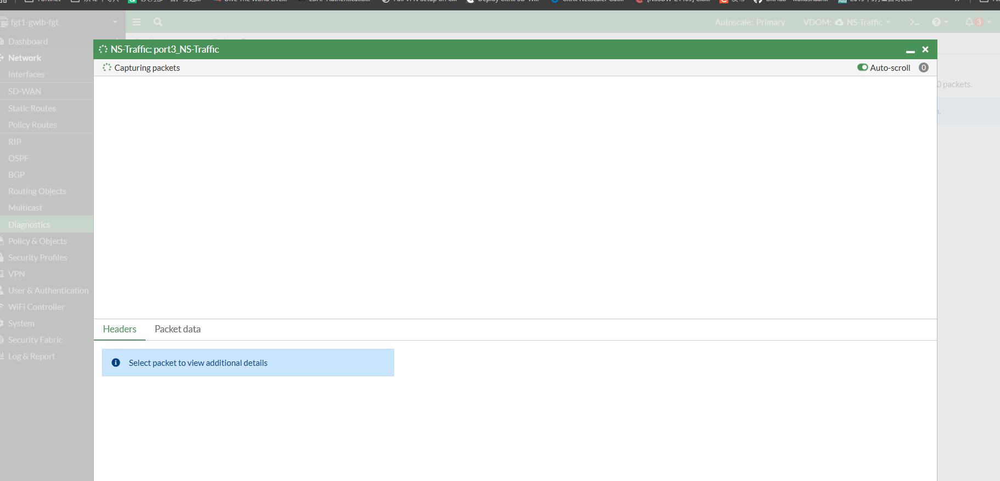 fgt1-gwlb-fgt
Autoscale: Primary
VDOM: NS-Traffic
3
Dashboard
Network
Interfaces
SD-WAN
Static Routes
Policy Routes
RIP
OSPF
BGP
Routing Objects
Multicast
Diagnostics
Policy & Objects
Security Profiles
VPN
User & Authentication
WiFi Controller
System
Security Fabric
Log & Report
NS-Traffic: port3_NS-Traffic
Capturing packets
Auto-scroll
0
0 packets.
Headers
Packet data
Select packet to view additional details